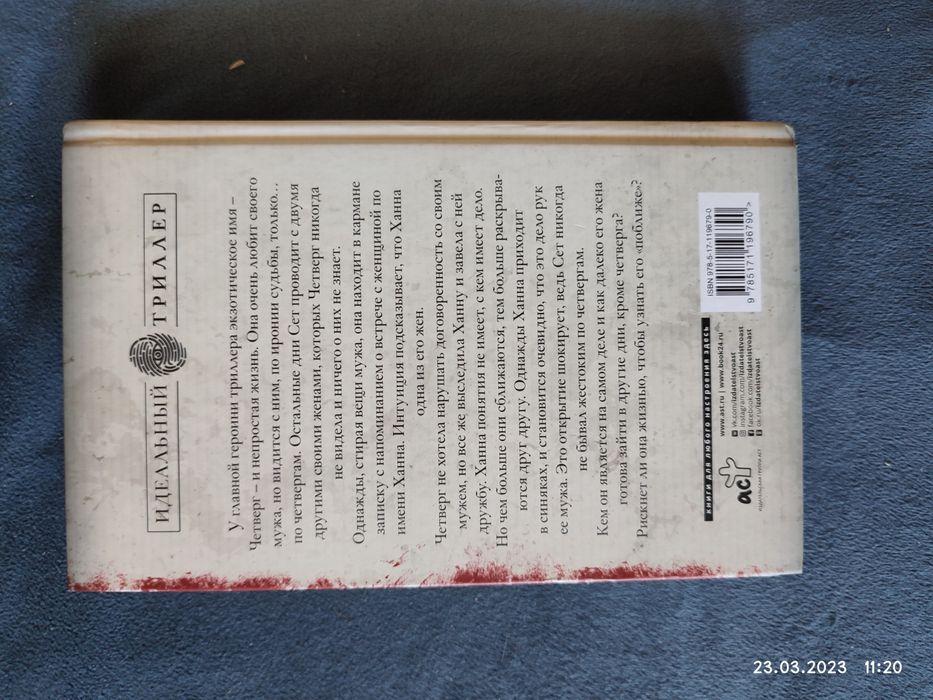 ИДЕАЛЬНЫЙ ТРИЛЛЕР
У главной героини триллера экзотическое имя –
Четверг – и непростая жизнь. Она очень любит своего
мужа, но видится с ним, по иронии судьбы, только...
по четвергам. Остальные дни Сет проводит с двумя
другими своими женами, которых Четверг никогда
не видела и ничего о них не знает.
Однажды, стирая вещи мужа, она находит в кармане
записку с напоминанием о встрече с женщиной по
имени Ханна. Интуиция подсказывает, что Ханна
одна из его жен.
Четверг не хотела нарушать договоренность со своим
мужем, но все же выследила Ханну и завела с ней
дружбу. Ханна понятия не имеет, с кем имеет дело.
Но чем больше они сближаются, тем больше раскрыва-
ются друг другу. Однажды Ханна приходит
в синяках, и становится очевидно, что это дело рук
ее мужа. Это открытие шокирует, ведь Сет никогда
не бывал жестоким по четвергам.
Кем он является на самом деле и как далеко его жена
готова зайти в другие дни, кроме четверга?
Рискнет ли она жизнью, чтобы узнать его «поближе»?
книги для любого настроения здесь
www.ast.ru | www.book24.ru
vk.com/izdatelstvoast
instagram.com/izdatelstvoast
facebook.com/izdatelstvoast
ok.ru/izdatelstvoast
аст
ИЗДАТЕЛЬСКАЯ ГРУППА АСТ
ISBN 978-5-17-119679-0
9 785171 196790 >
23.03.2023 11:20